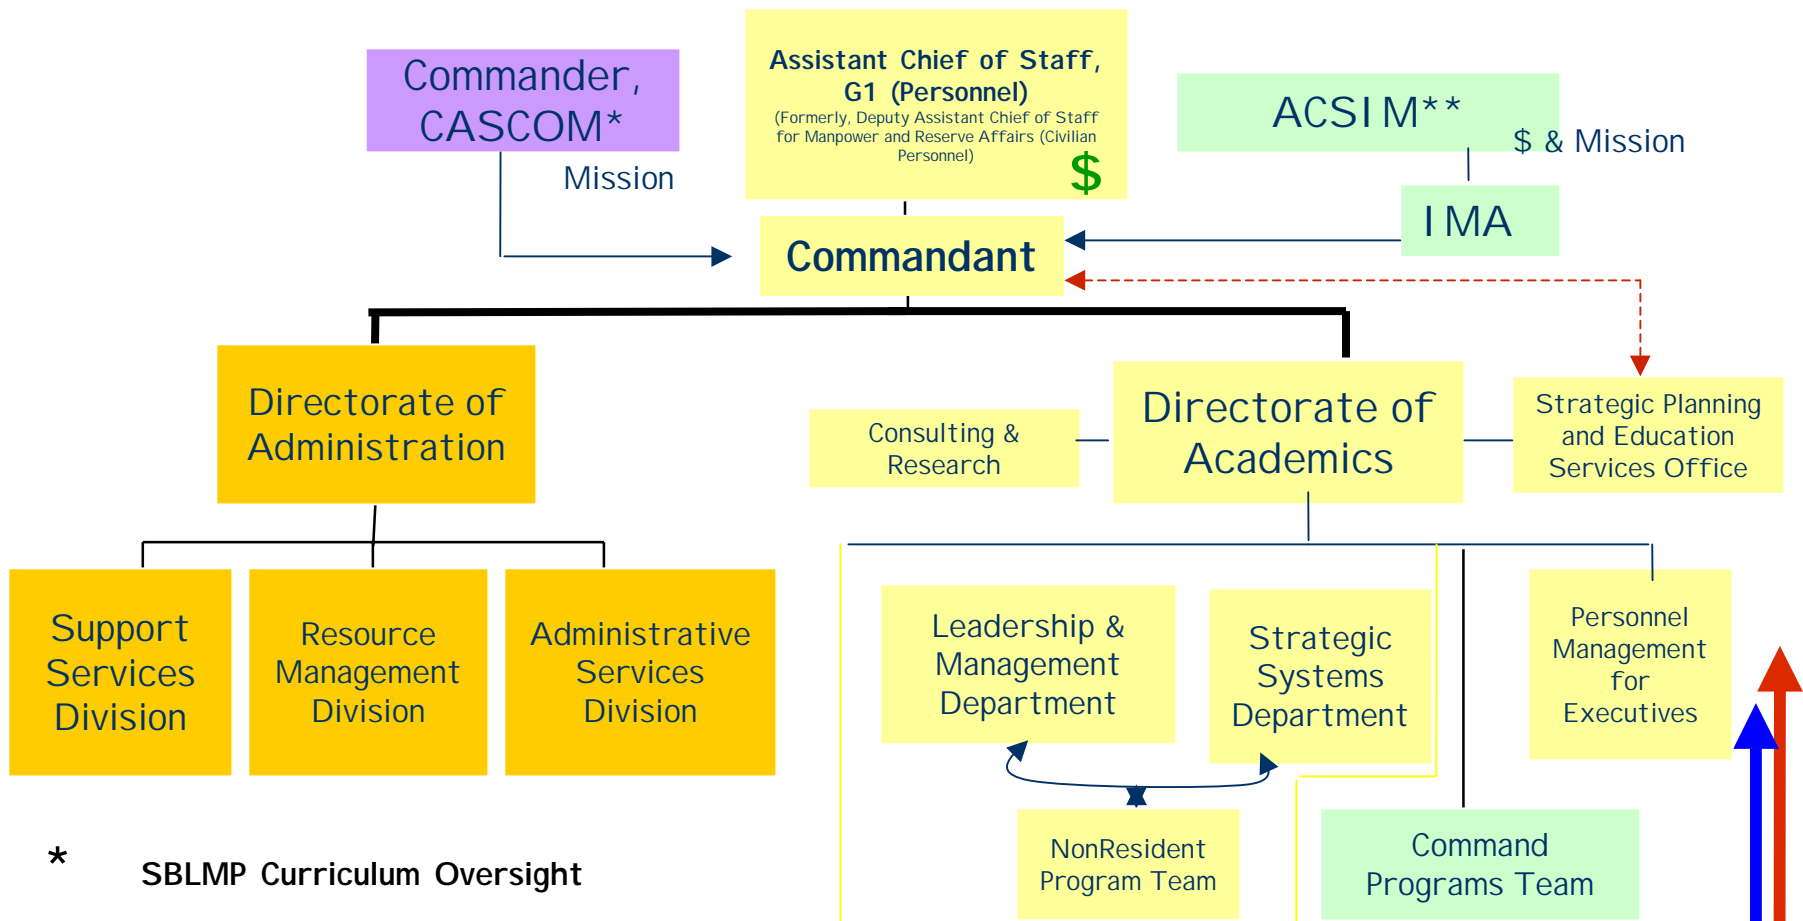 Commander,
CASCOM*
Mission
Assistant Chief of Staff,
G1 (Personnel)
(Formerly, Deputy Assistant Chief of Staff
for Manpower and Reserve Affairs (Civilian
Personnel)
$
ACSIM**
$ & Mission
IMA
Commandant
Directorate of
Administration
Consulting &
Research
Directorate of
Academics
Strategic Planning
and Education
Services Office
Support
Services
Division
Resource
Management
Division
Administrative
Services
Division
Leadership &
Management
Department
Strategic
Systems
Department
Personnel
Management
for
Executives
NonResident
Program Team
Command
Programs Team
* SBLMP Curriculum Oversight